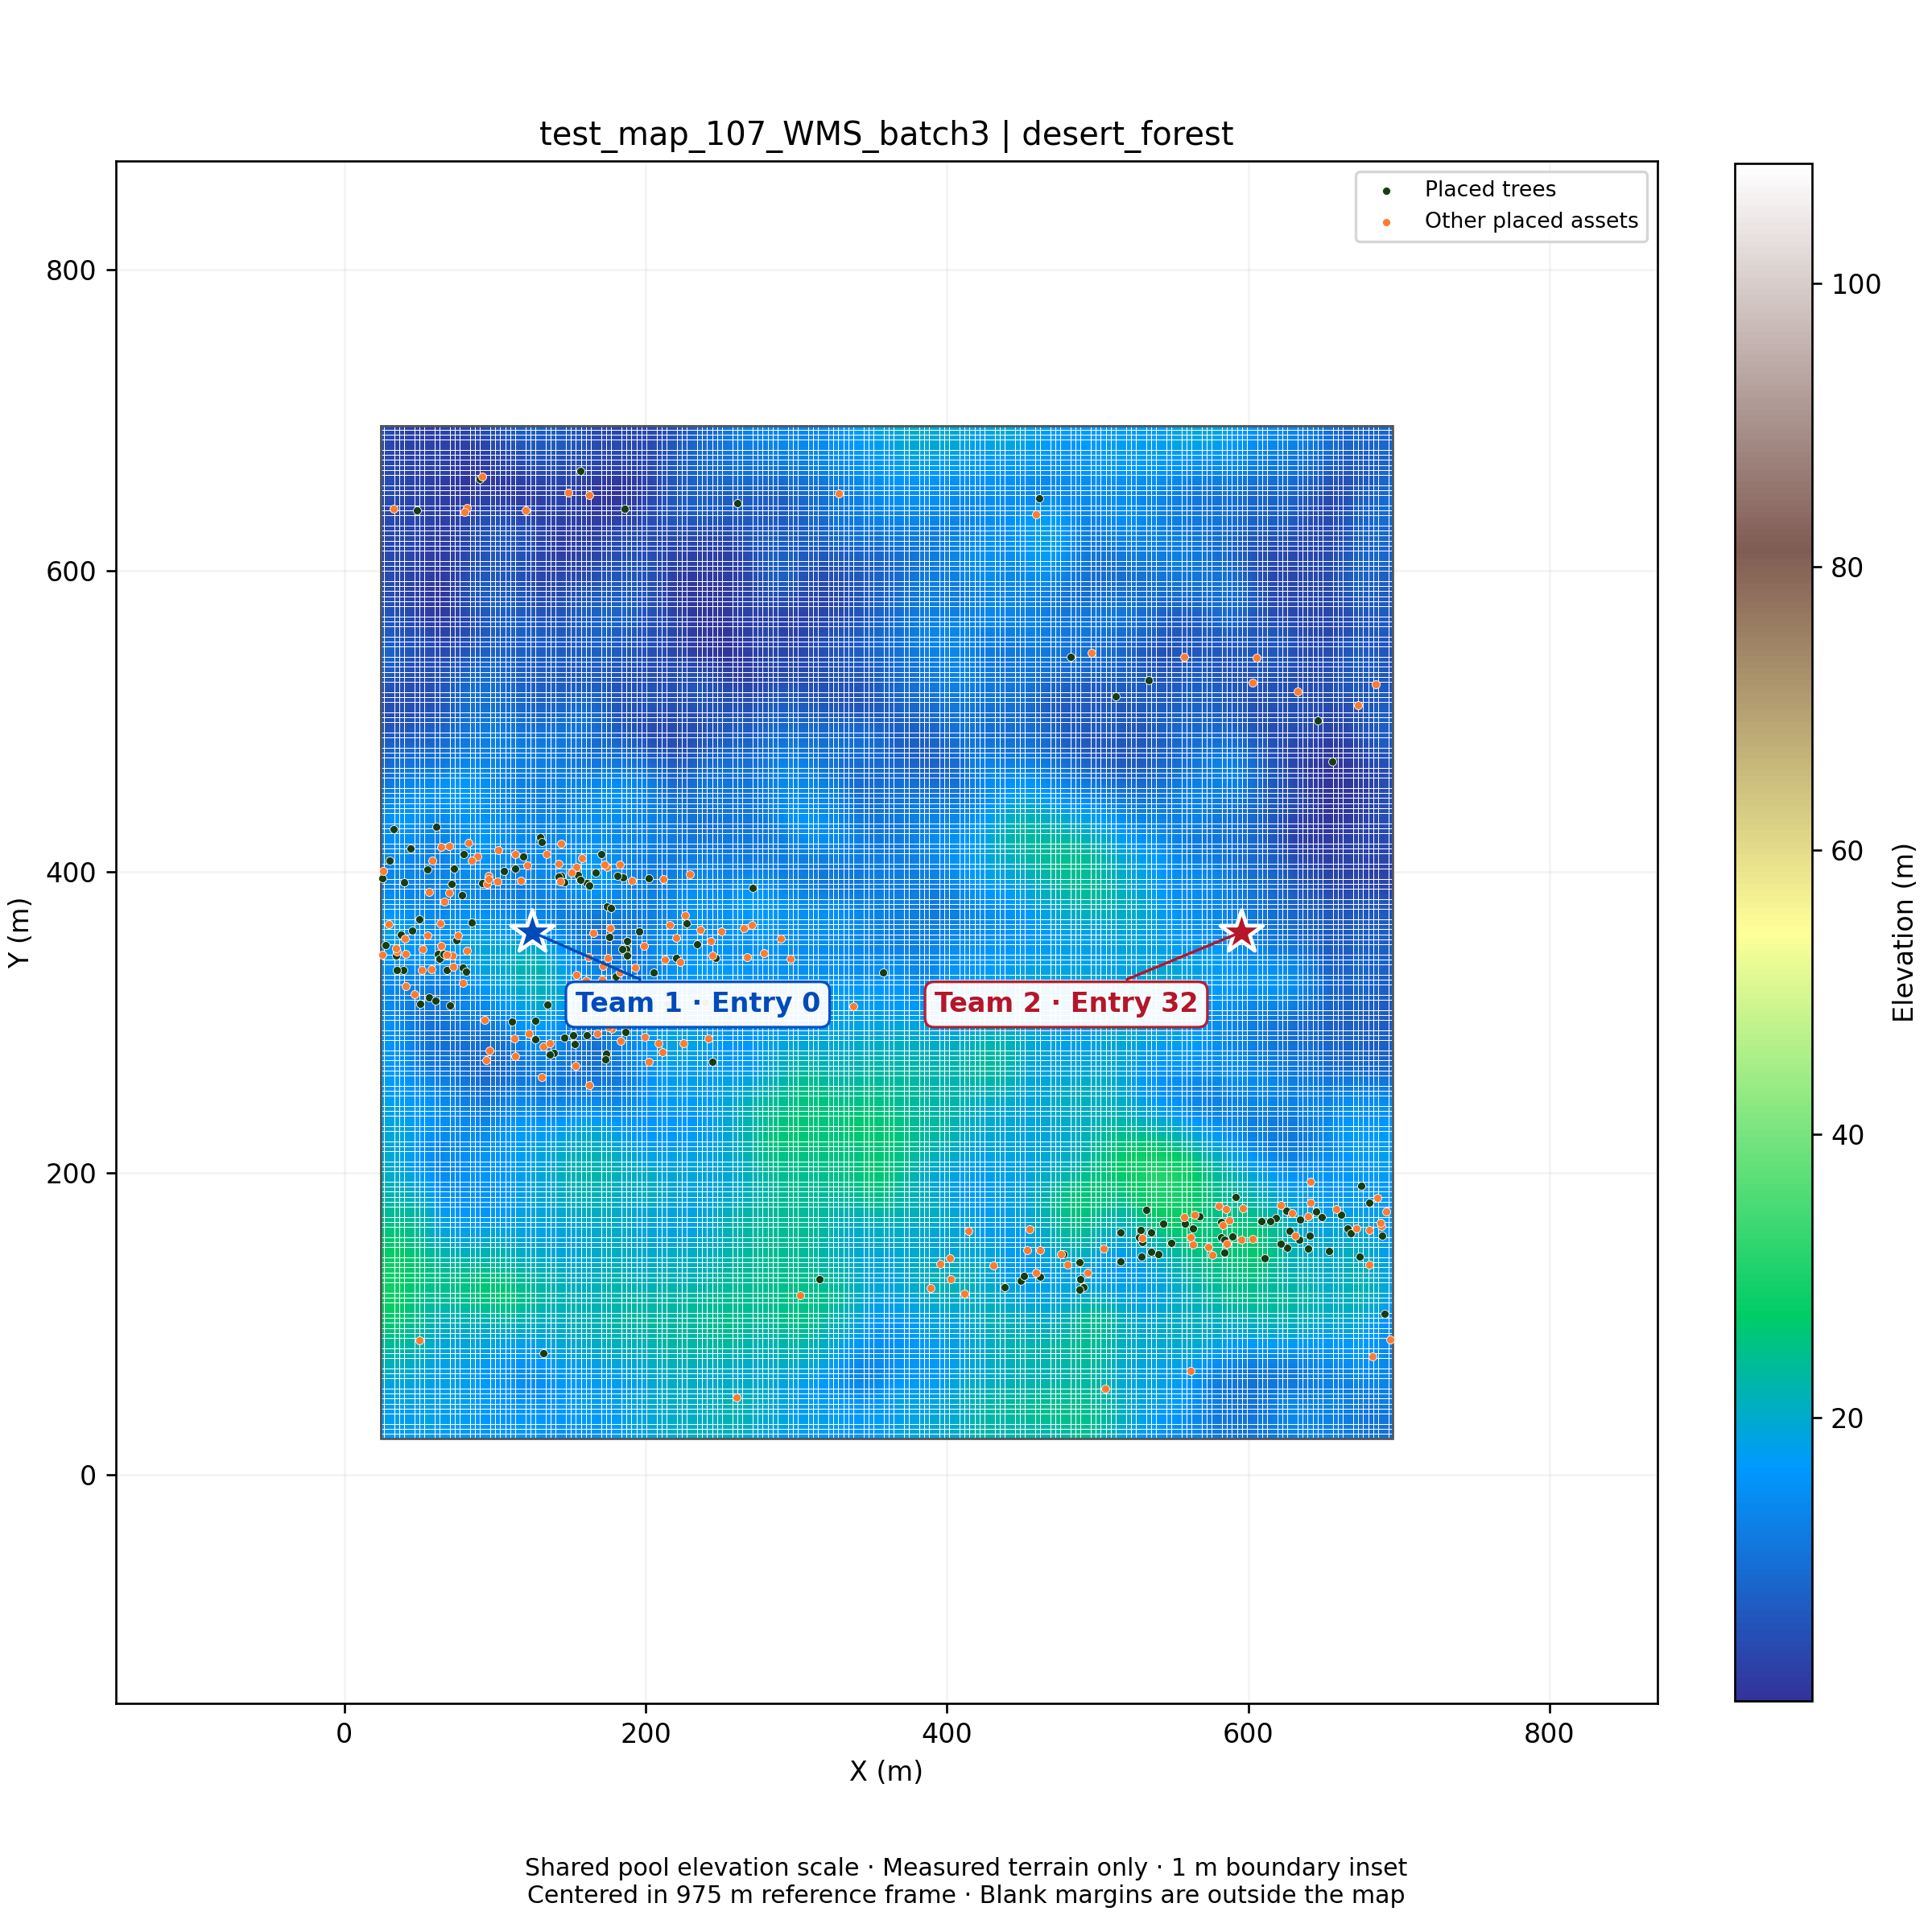 test_map_107_WMS_batch3 | desert_forest
Placed trees
Other placed assets
800
600
400
200
0
Y (m)
Team 1 · Entry 0
Team 2 · Entry 32
0
200
400
600
800
X (m)
100
80
60
40
20
Elevation (m)
Shared pool elevation scale · Measured terrain only · 1 m boundary inset
Centered in 975 m reference frame · Blank margins are outside the map